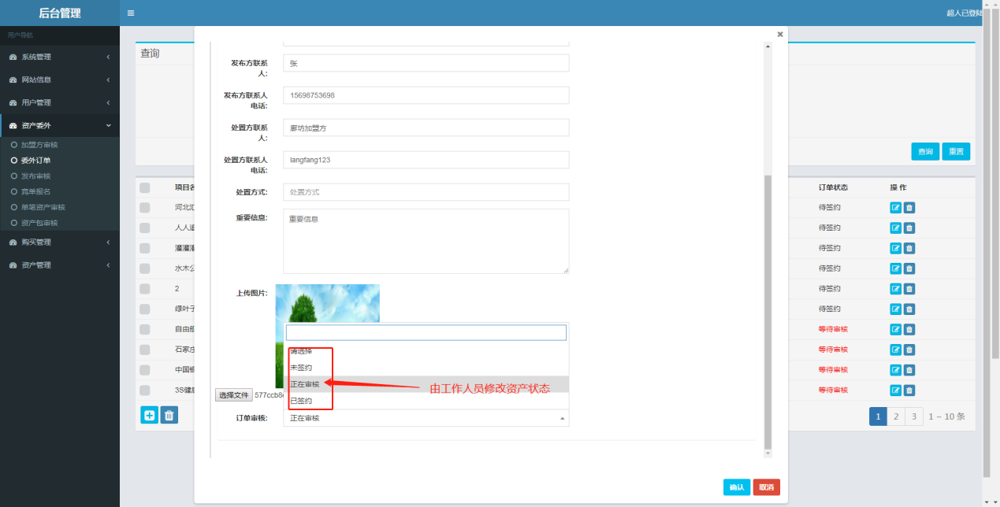 后台管理
超人已登陆
用户导航
系统管理
网站信息
用户管理
资产委外
加盟方审核
委外订单
发布审核
竞单报名
单笔资产审核
资产包审核
购买管理
资产管理
查询
查询 重置
项目名
订单状态 操 作
河北汇
待签约
人人追
待签约
灌灌灌
待签约
水木公
待签约
2
待签约
绿叶子
待签约
自由服
等待审核
石家庄
等待审核
中国银
等待审核
3S健康
等待审核
1 2 3 1 ~ 10 条
×
发布方联系人:
张
发布方联系人电话:
15698753698
处置方联系人:
廊坊加盟方
处置方联系人电话:
langfang123
处置方式:
处置方式
重要信息:
重要信息
上传图片:
请选择
未签约
正在审核
已签约
由工作人员修改资产状态
选择文件 577ccb8
订单审核:
正在审核
确认 取消